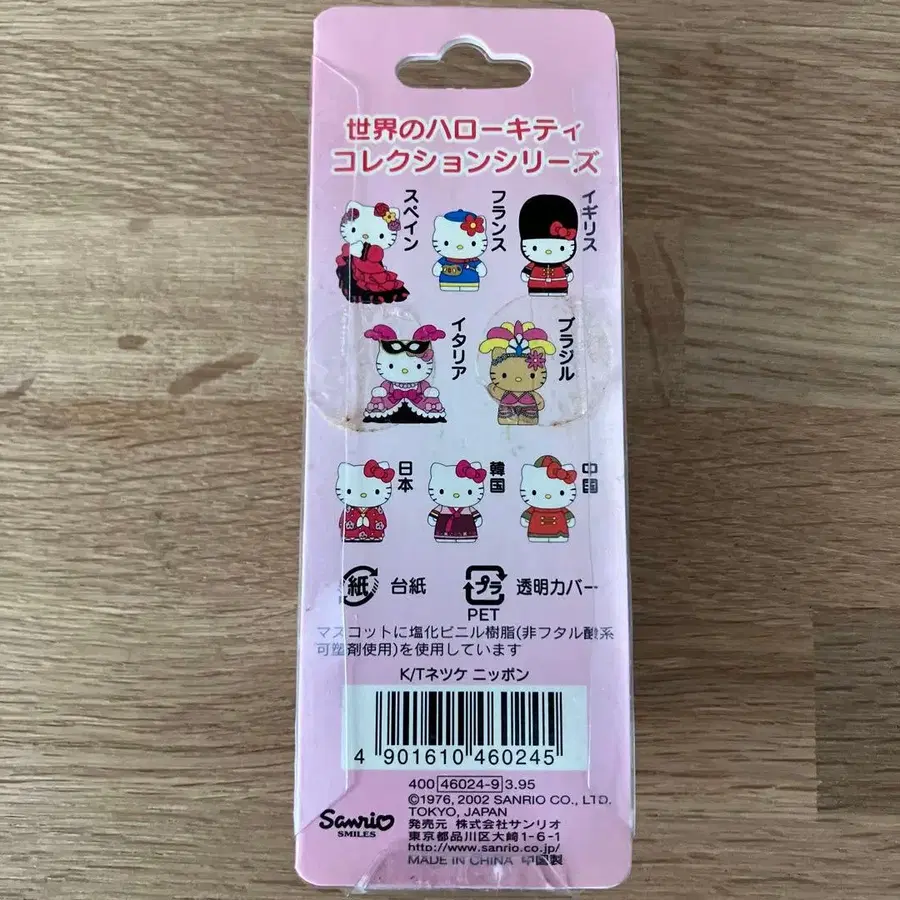 世界のハローキティ
コレクションシリーズ
スペイン
フランス
イギリス
イタリア
ブラジル
日本
韓国
中国
紙 台紙
プラ 透明カバー
PET
マスコットに塩化ビニル樹脂(非フタル酸系
可塑剤使用)を使用しています
K/Tネツケ ニッポン
4 901610 460245
400 46024-9 3.95
©1976, 2002 SANRIO CO., LTD.
TOKYO, JAPAN
Sanrio
SMILES
発売元 株式会社サンリオ
東京都品川区大崎1-6-1
http://www.sanrio.co.jp/
MADE IN CHINA 中国製